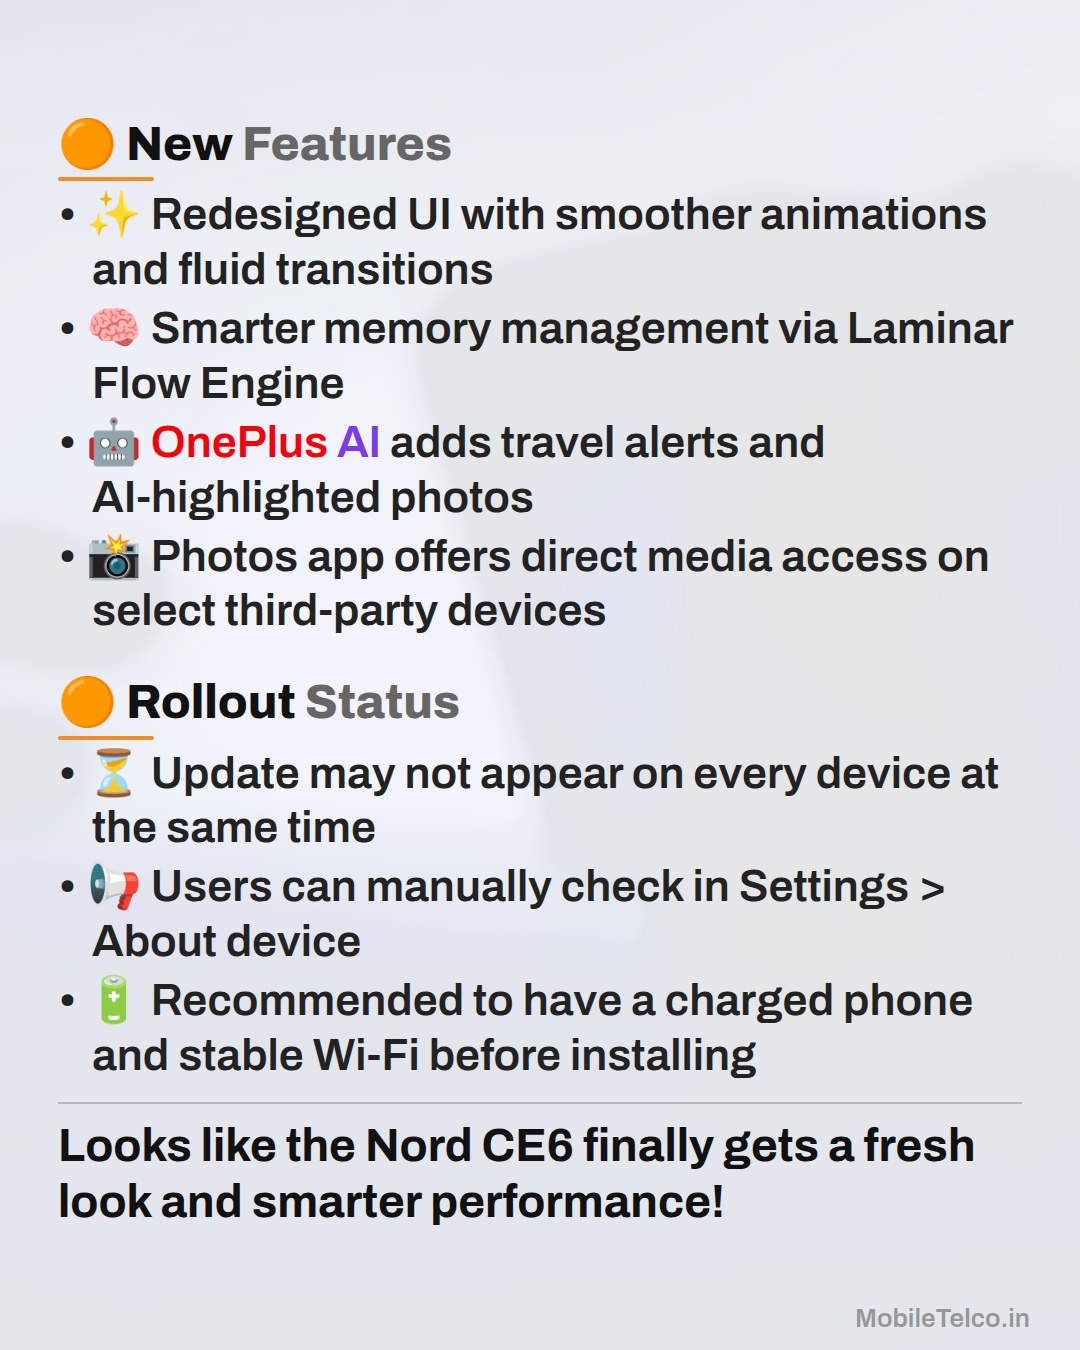 🟠 New Features
• ✨ Redesigned UI with smoother animations
and fluid transitions
• 🧠 Smarter memory management via Laminar
Flow Engine
• 🤖 OnePlus AI adds travel alerts and
AI-highlighted photos
• 📸 Photos app offers direct media access on
select third-party devices
🟠 Rollout Status
• ⏳ Update may not appear on every device at
the same time
• 📢 Users can manually check in Settings >
About device
• 🔋 Recommended to have a charged phone
and stable Wi-Fi before installing
Looks like the Nord CE6 finally gets a fresh
look and smarter performance!
MobileTelco.in